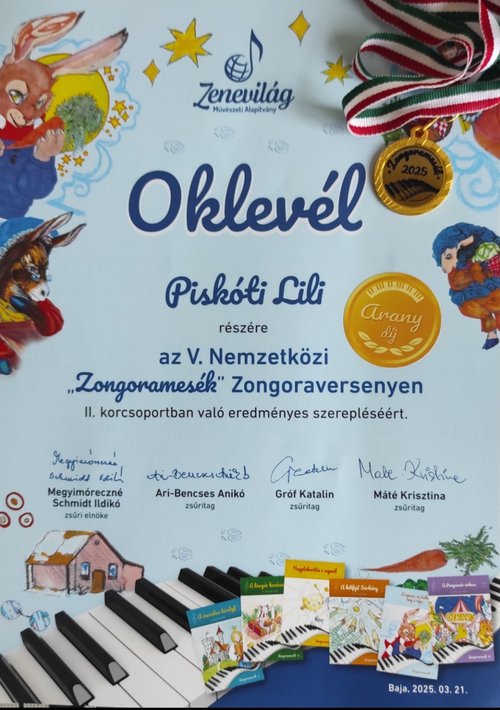 Zenevilág
Művészeti Alapítvány
Zongoramesék
2025
Oklevél
Piskóti Lili
részére
Arany
díj
az V. Nemzetközi
„Zongoramesék" Zongoraversenyen
II. korcsoportban való eredményes szerepléséért.
Megyimóreczné
Schmidt Ildikó
zsűri elnöke
Ari-Bencses Anikó
zsűritag
Gróf Katalin
zsűritag
Máté Krisztina
zsűritag
Baja, 2025. 03. 21.